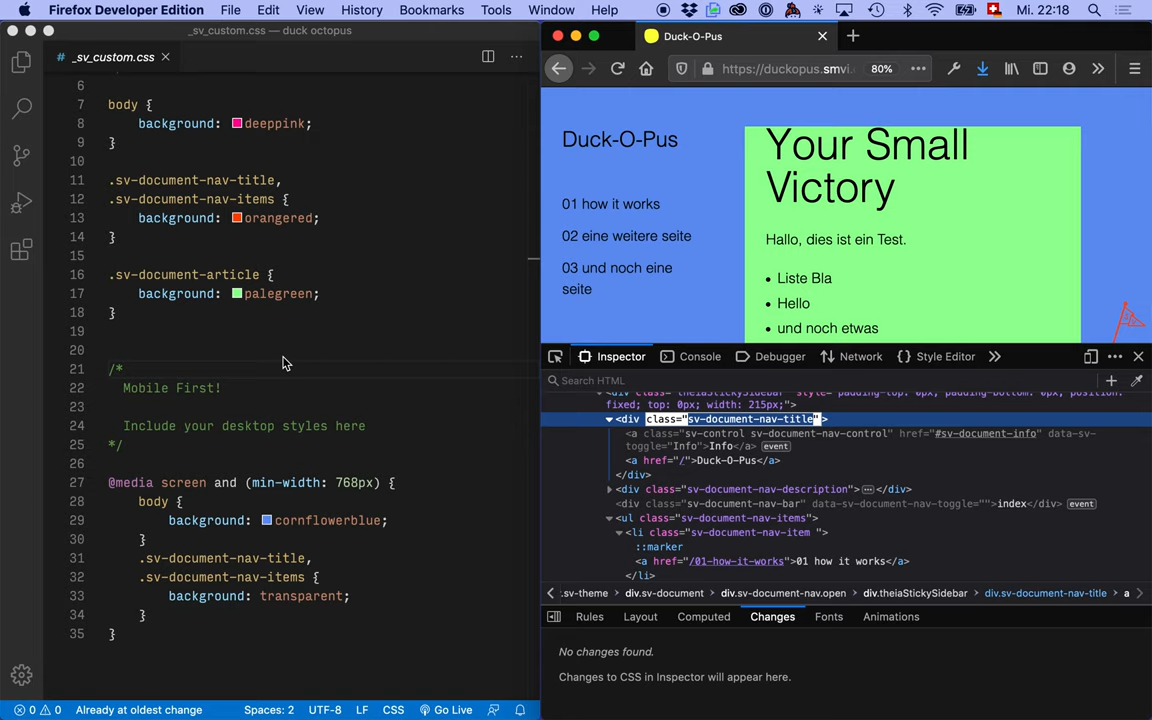 Firefox Developer Edition File Edit View History Bookmarks Tools Window Help Mi. 22:18
_sv_custom.css — duck octopus
# _sv_custom.css
6
7 body {
8 background: deeppink;
9 }
10
11 .sv-document-nav-title,
12 .sv-document-nav-items {
13 background: orangered;
14 }
15
16 .sv-document-article {
17 background: palegreen;
18 }
19
20
21 /*
22 Mobile First!
23
24 Include your desktop styles here
25 */
26
27 @media screen and (min-width: 768px) {
28 body {
29 background: cornflowerblue;
30 }
31 .sv-document-nav-title,
32 .sv-document-nav-items {
33 background: transparent;
34 }
35 }
0 0 Already at oldest change Spaces: 2 UTF-8 LF CSS Go Live
Duck-O-Pus
https://duckopus.smvi. 80%
Duck-O-Pus
01 how it works
02 eine weitere seite
03 und noch eine
seite
Your Small
Victory
Hallo, dies ist ein Test.
• Liste Bla
• Hello
• und noch etwas
Inspector Console Debugger Network Style Editor
Search HTML
fixed; top: 0px; width: 215px;">
<div class="sv-document-nav-title">
<a class="sv-control sv-document-nav-control" href="#sv-document-info" data-sv-
toggle="Info">Info</a> event
<a href="/">Duck-O-Pus</a>
</div>
<div class="sv-document-nav-description"></div>
<div class="sv-document-nav-bar" data-sv-document-nav-toggle="">index</div> event
<ul class="sv-document-nav-items">
<li class="sv-document-nav-item ">
::marker
<a href="/01-how-it-works">01 how it works</a>
</li>
.sv-theme div.sv-document div.sv-document-nav.open div.theiaStickySidebar div.sv-document-nav-title a
Rules Layout Computed Changes Fonts Animations
No changes found.
Changes to CSS in Inspector will appear here.